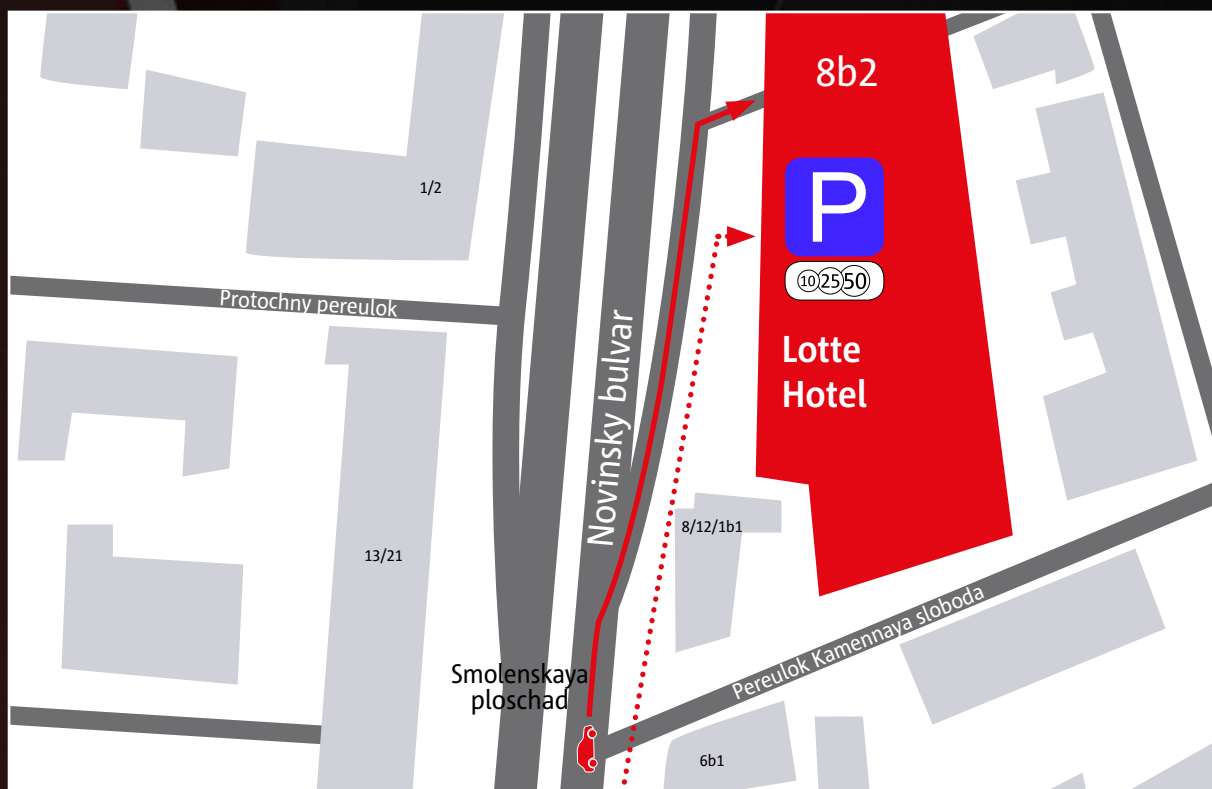 8b2
1/2
P
10 25 50
Protochny pereulok
Lotte
Hotel
Novinsky bulvar
8/12/1b1
13/21
Pereulok Kamennaya sloboda
Smolenskaya
ploschad
6b1